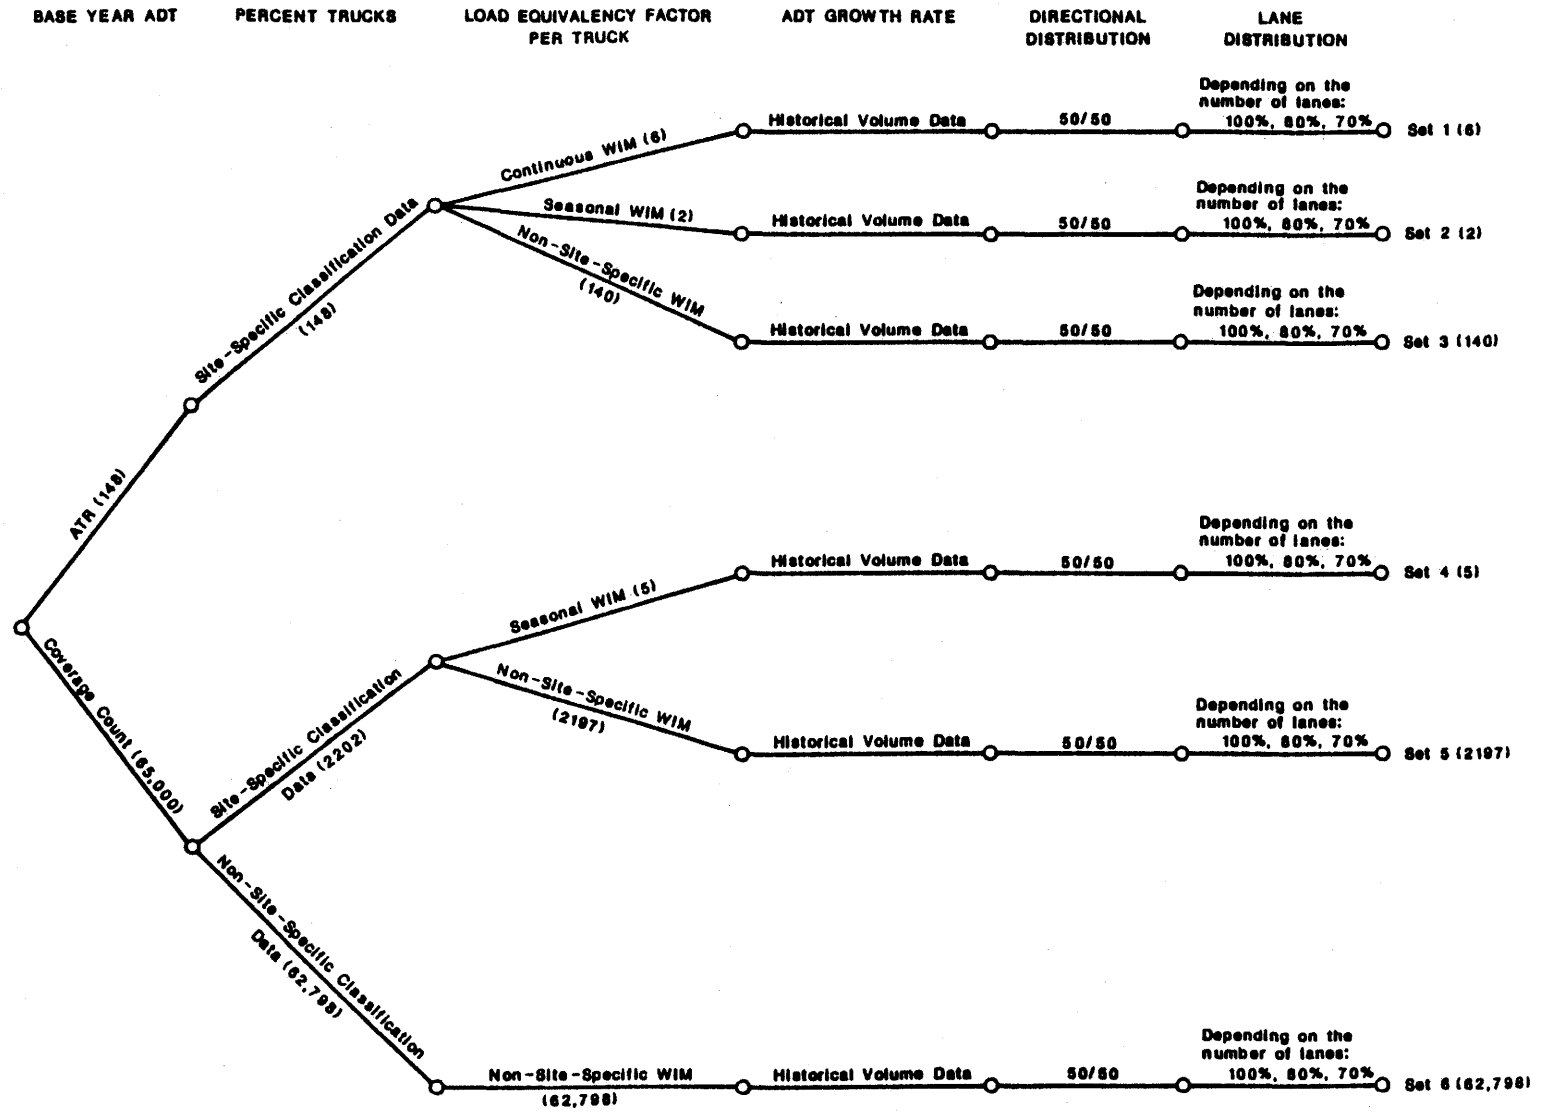 BASE YEAR ADT
PERCENT TRUCKS
LOAD EQUIVALENCY FACTOR
PER TRUCK
ADT GROWTH RATE
DIRECTIONAL
DISTRIBUTION
LANE
DISTRIBUTION
Continuous WIM (6)
Historical Volume Data
50/50
Depending on the
number of lanes:
100%, 80%, 70%
Set 1 (6)
Seasonal WIM (2)
Historical Volume Data
50/50
Depending on the
number of lanes:
100%, 80%, 70%
Set 2 (2)
Non-Site-Specific WIM
(140)
Historical Volume Data
50/50
Depending on the
number of lanes:
100%, 80%, 70%
Set 3 (140)
Site-Specific Classification Data
(148)
ATR (148)
Seasonal WIM (5)
Historical Volume Data
50/50
Depending on the
number of lanes:
100%, 80%, 70%
Set 4 (5)
Coverage Count (65,000)
Site-Specific Classification
Data (2202)
Non-Site-Specific WIM
(2197)
Historical Volume Data
50/50
Depending on the
number of lanes:
100%, 80%, 70%
Set 5 (2197)
Non-Site-Specific Classification
Data (62,798)
Non-Site-Specific WIM
(62,798)
Historical Volume Data
50/50
Depending on the
number of lanes:
100%, 80%, 70%
Set 6 (62,798)